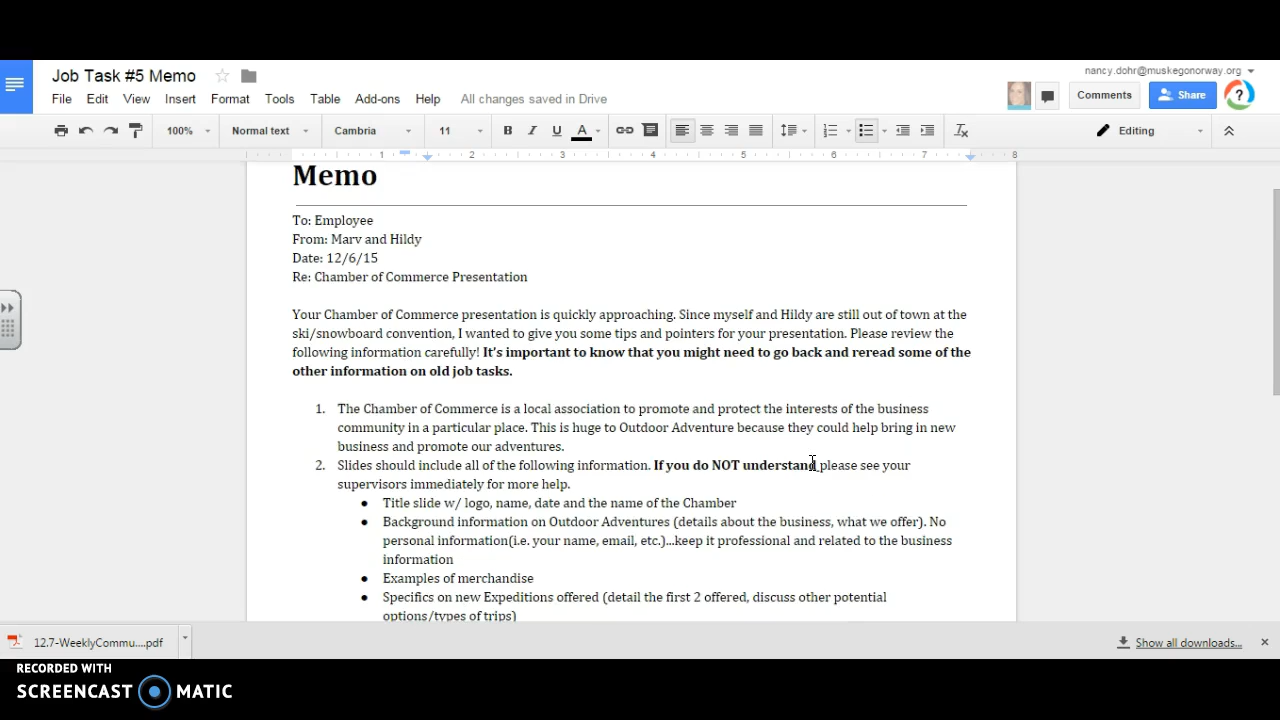 Job Task #5 Memo
nancy.dohr@muskegonorway.org
File Edit View Insert Format Tools Table Add-ons Help All changes saved in Drive
Comments Share
100% Normal text Cambria 11 B I U A Editing
1 2 3 4 5 6 7 8
Memo
To: Employee
From: Marv and Hildy
Date: 12/6/15
Re: Chamber of Commerce Presentation
Your Chamber of Commerce presentation is quickly approaching. Since myself and Hildy are still out of town at the
ski/snowboard convention, I wanted to give you some tips and pointers for your presentation. Please review the
following information carefully! It's important to know that you might need to go back and reread some of the
other information on old job tasks.
1. The Chamber of Commerce is a local association to promote and protect the interests of the business
community in a particular place. This is huge to Outdoor Adventure because they could help bring in new
business and promote our adventures.
2. Slides should include all of the following information. If you do NOT understand please see your
supervisors immediately for more help.
● Title slide w/ logo, name, date and the name of the Chamber
● Background information on Outdoor Adventures (details about the business, what we offer). No
personal information(i.e. your name, email, etc.)...keep it professional and related to the business
information
● Examples of merchandise
● Specifics on new Expeditions offered (detail the first 2 offered, discuss other potential
options/types of trips)
12.7-WeeklyCommu....pdf
Show all downloads...
RECORDED WITH
SCREENCAST MATIC